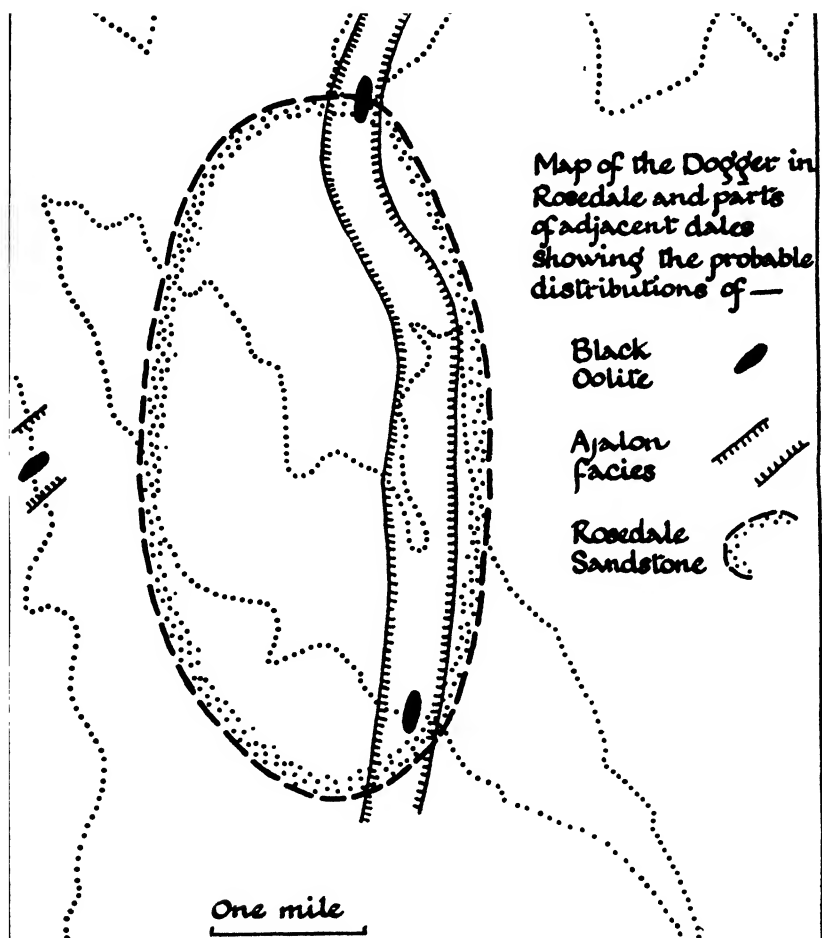 Map of the Dogger in
Rosedale and parts
of adjacent dales
showing the probable
distributions of —
Black
Oolite
Ajalon
facies
Rosedale
Sandstone
One mile